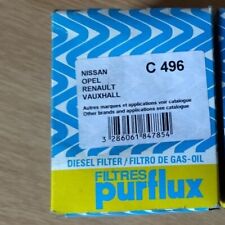 NISSAN
C 496
OPEL
RENAULT
VAUXHALL
Autres marques et applications voir catalogue
Other brands and applications see catalogue
3 286061 847854
DIESEL FILTER / FILTRO DE GAS-OIL
FILTRES
purflux